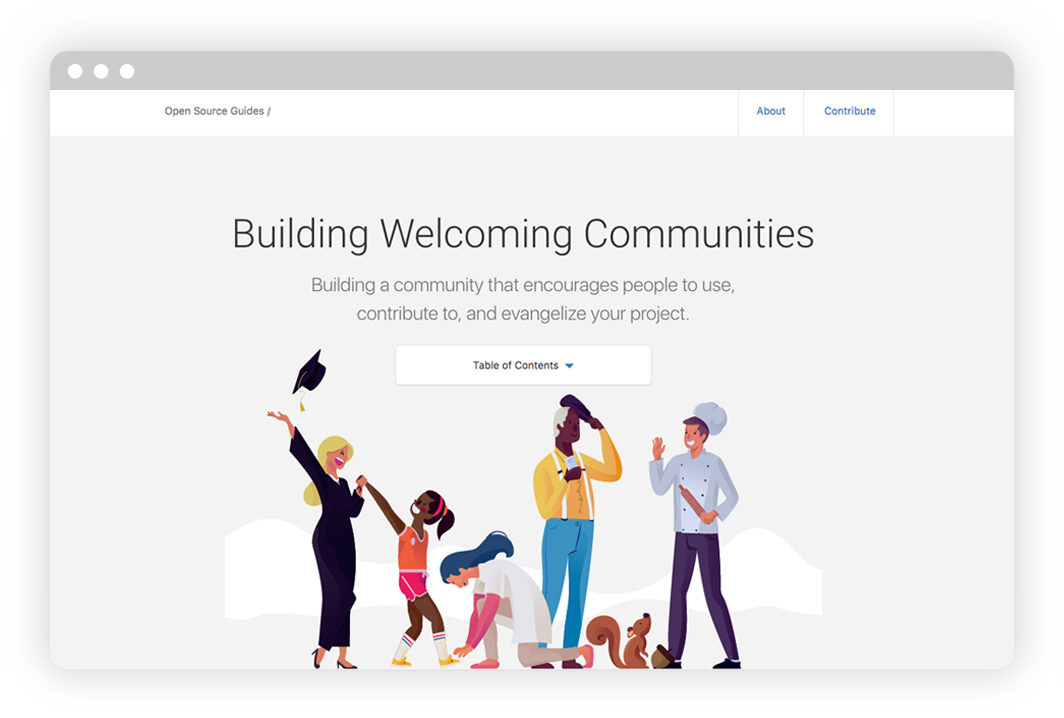 Open Source Guides /
About
Contribute
Building Welcoming Communities
Building a community that encourages people to use,
contribute to, and evangelize your project.
Table of Contents